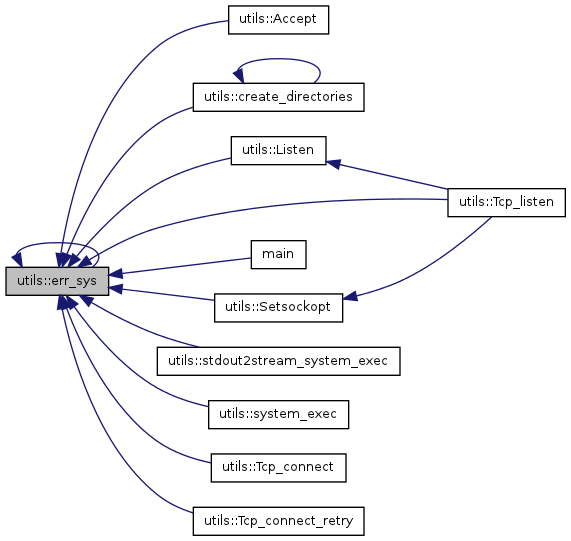 utils::Accept
utils::create_directories
utils::Listen
utils::Tcp_listen
main
utils::err_sys
utils::Setsockopt
utils::stdout2stream_system_exec
utils::system_exec
utils::Tcp_connect
utils::Tcp_connect_retry